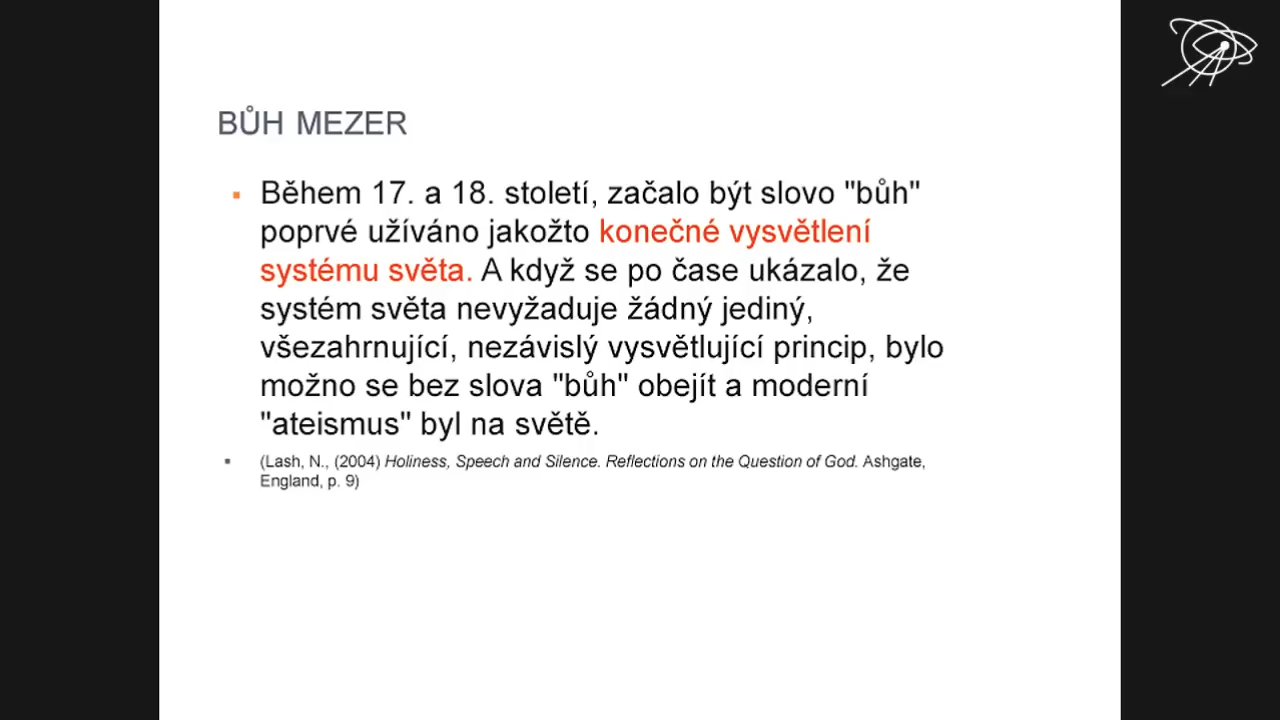 BŮH MEZER
▪ Během 17. a 18. století, začalo být slovo "bůh"
poprvé užíváno jakožto konečné vysvětlení
systému světa. A když se po čase ukázalo, že
systém světa nevyžaduje žádný jediný,
všezahrnující, nezávislý vysvětlující princip, bylo
možno se bez slova "bůh" obejít a moderní
"ateismus" byl na světě.
▪ (Lash, N., (2004) Holiness, Speech and Silence. Reflections on the Question of God. Ashgate,
England, p. 9)